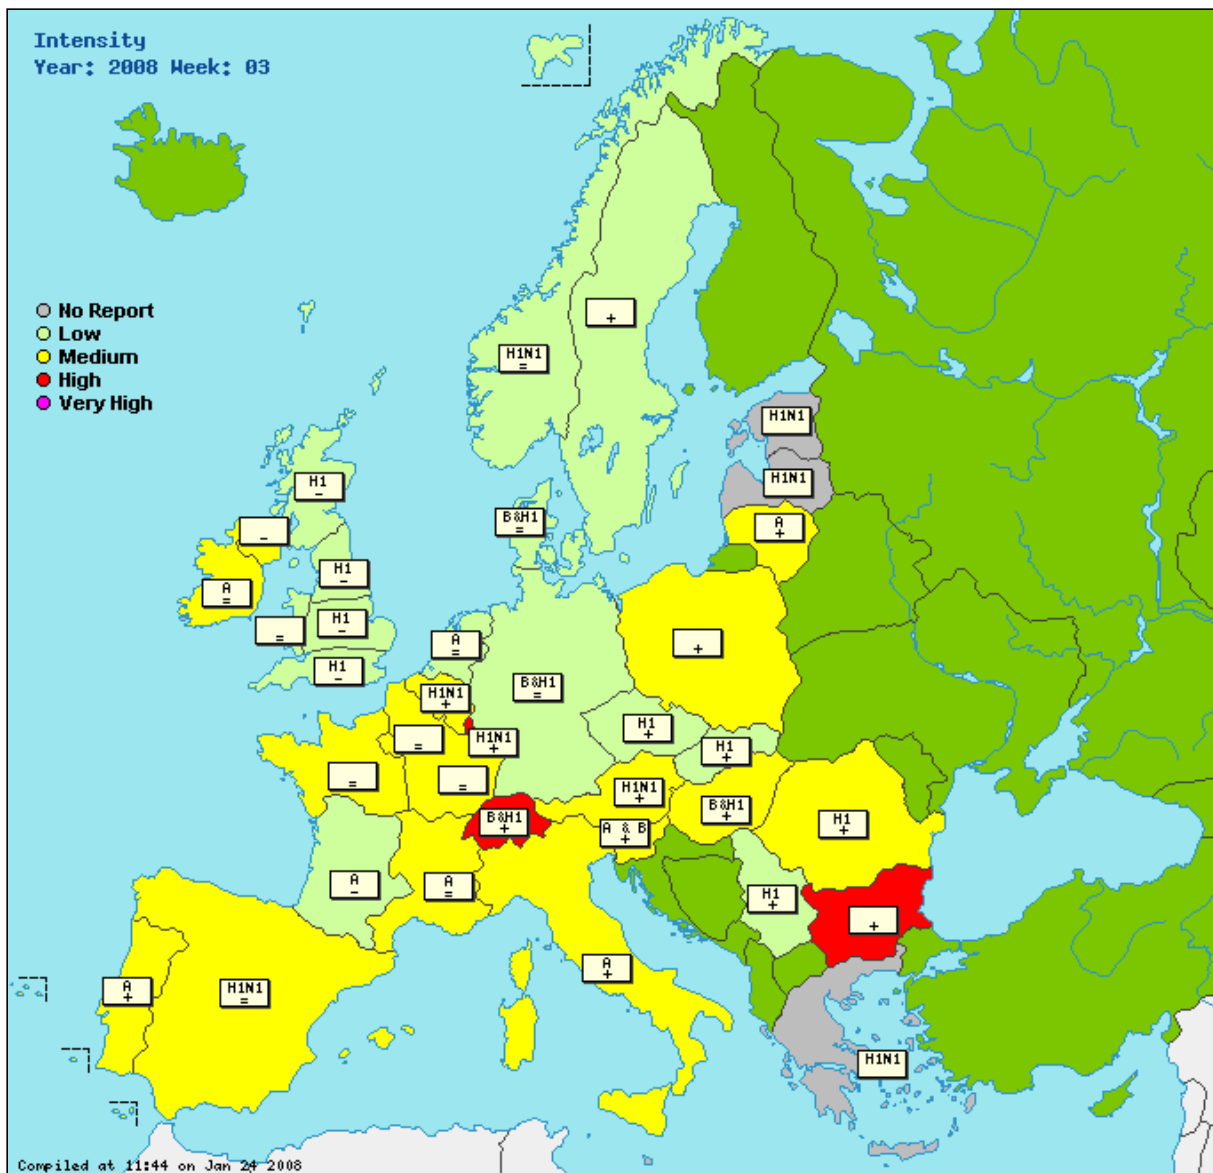 Intensity
Year: 2008 Week: 03
No Report
Low
Medium
High
Very High
+
H1N1
=
H1N1
H1N1
A
+
H1
-
-
B&H1
=
H1
-
A
=
H1
-
=
A
=
+
H1
-
B&H1
=
H1N1
+
H1
+
=
H1N1
+
H1
+
=
=
H1N1
+
B&H1
+
B&H1
+
A & B
+
H1
+
A
-
A
=
H1
+
+
A
+
A
+
H1N1
=
H1N1
Compiled at 11:44 on Jan 24 2008